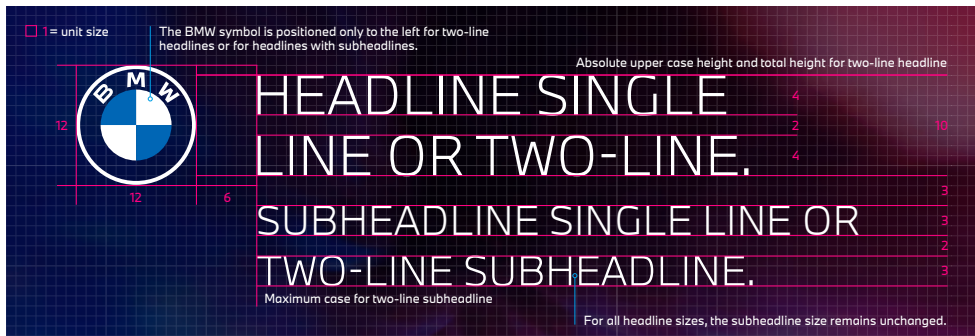 1 = unit size
The BMW symbol is positioned only to the left for two-line
headlines or for headlines with subheadlines.
Absolute upper case height and total height for two-line headline
BMW
HEADLINE SINGLE
4
12
2
10
LINE OR TWO-LINE.
4
12
6
3
SUBHEADLINE SINGLE LINE OR
3
2
TWO-LINE SUBHEADLINE.
3
Maximum case for two-line subheadline
For all headline sizes, the subheadline size remains unchanged.